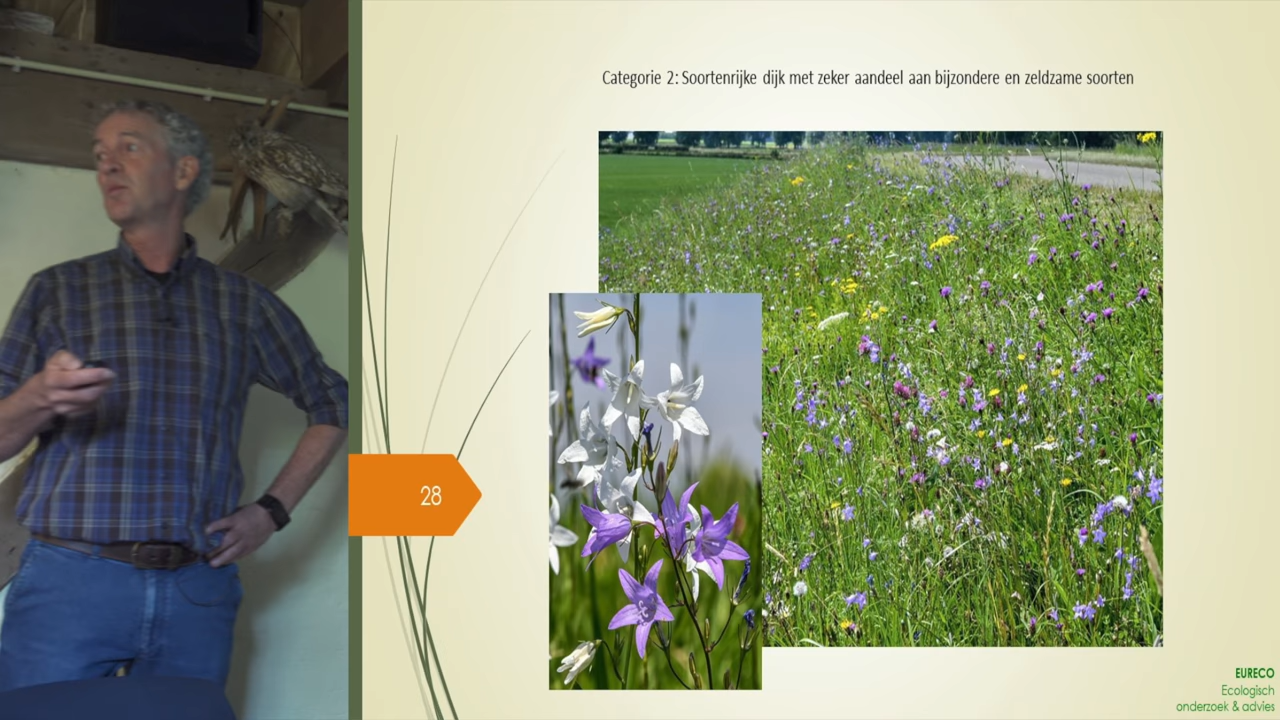 Categorie 2: Soortenrijke dijk met zeker aandeel aan bijzondere en zeldzame soorten
28
EURECO
Ecologisch
onderzoek & advies